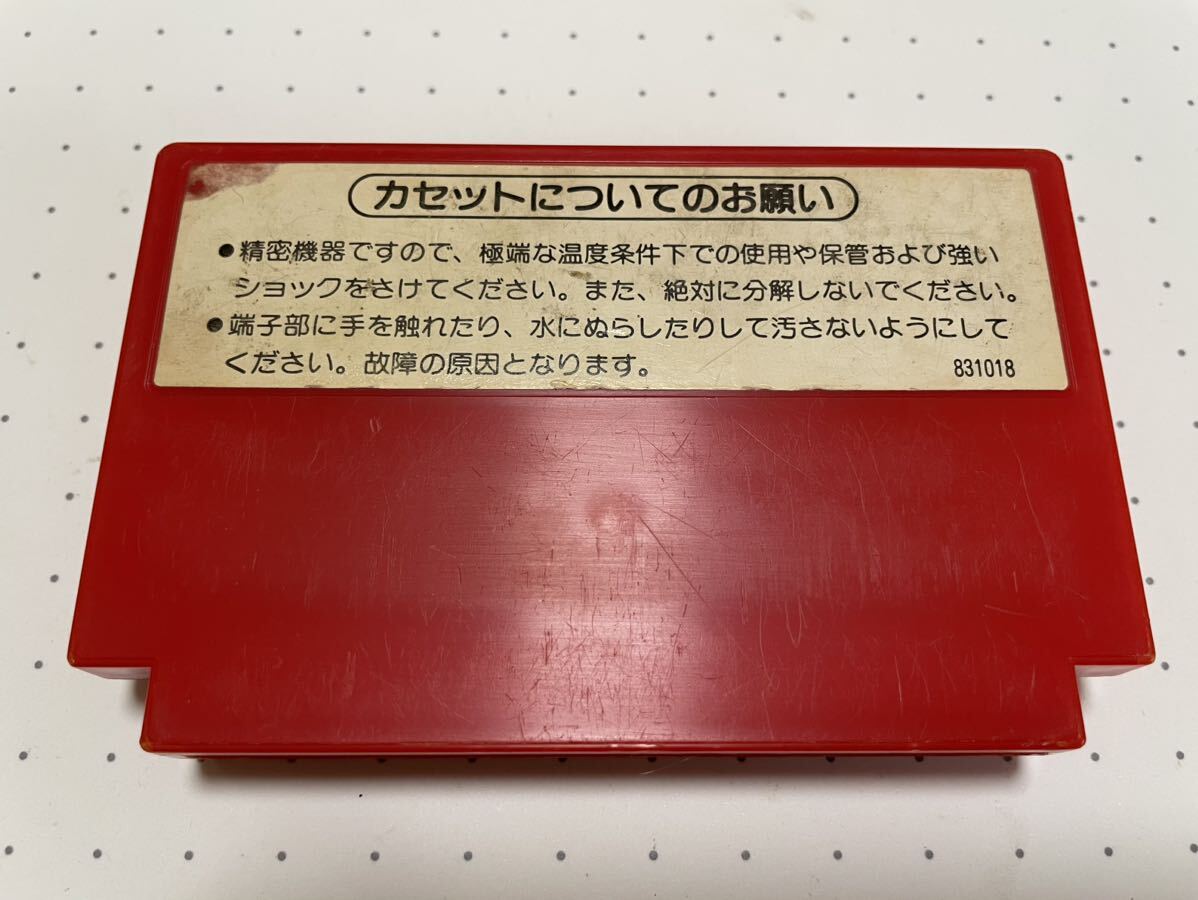 カセットについてのお願い
●精密機器ですので、極端な温度条件下での使用や保管および強い
ショックをさけてください。また、絶対に分解しないでください。
●端子部に手を触れたり、水にぬらしたりして汚さないようにして
ください。故障の原因となります。
831018